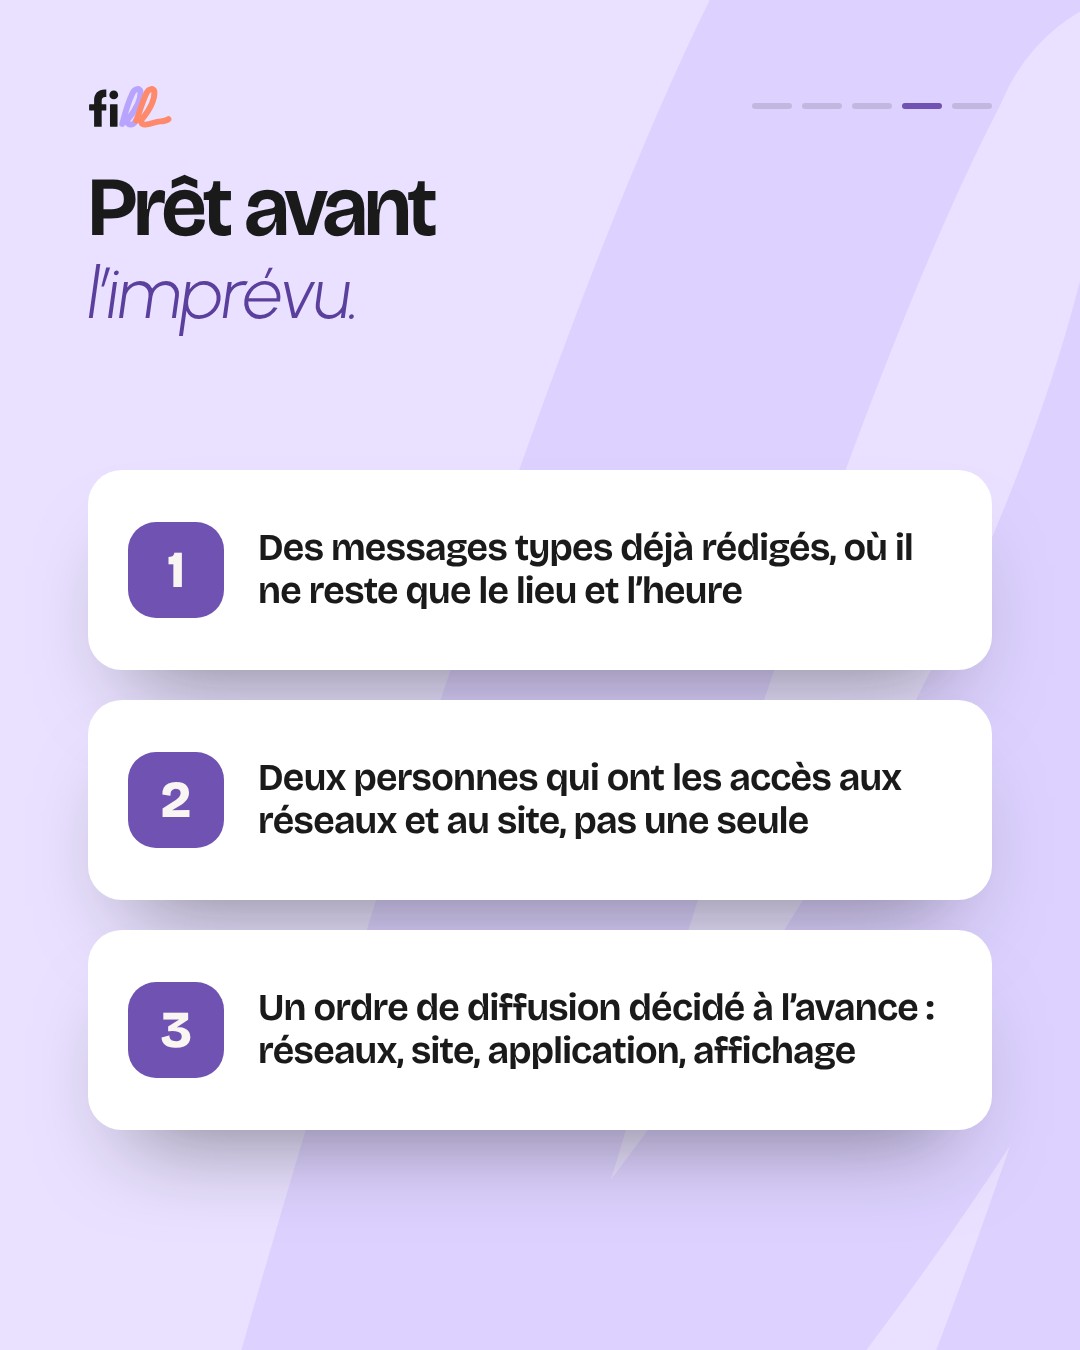 fill
Prêt avant
l'imprévu.
1
Des messages types déjà rédigés, où il
ne reste que le lieu et l’heure
2
Deux personnes qui ont les accès aux
réseaux et au site, pas une seule
3
Un ordre de diffusion décidé à l’avance :
réseaux, site, application, affichage